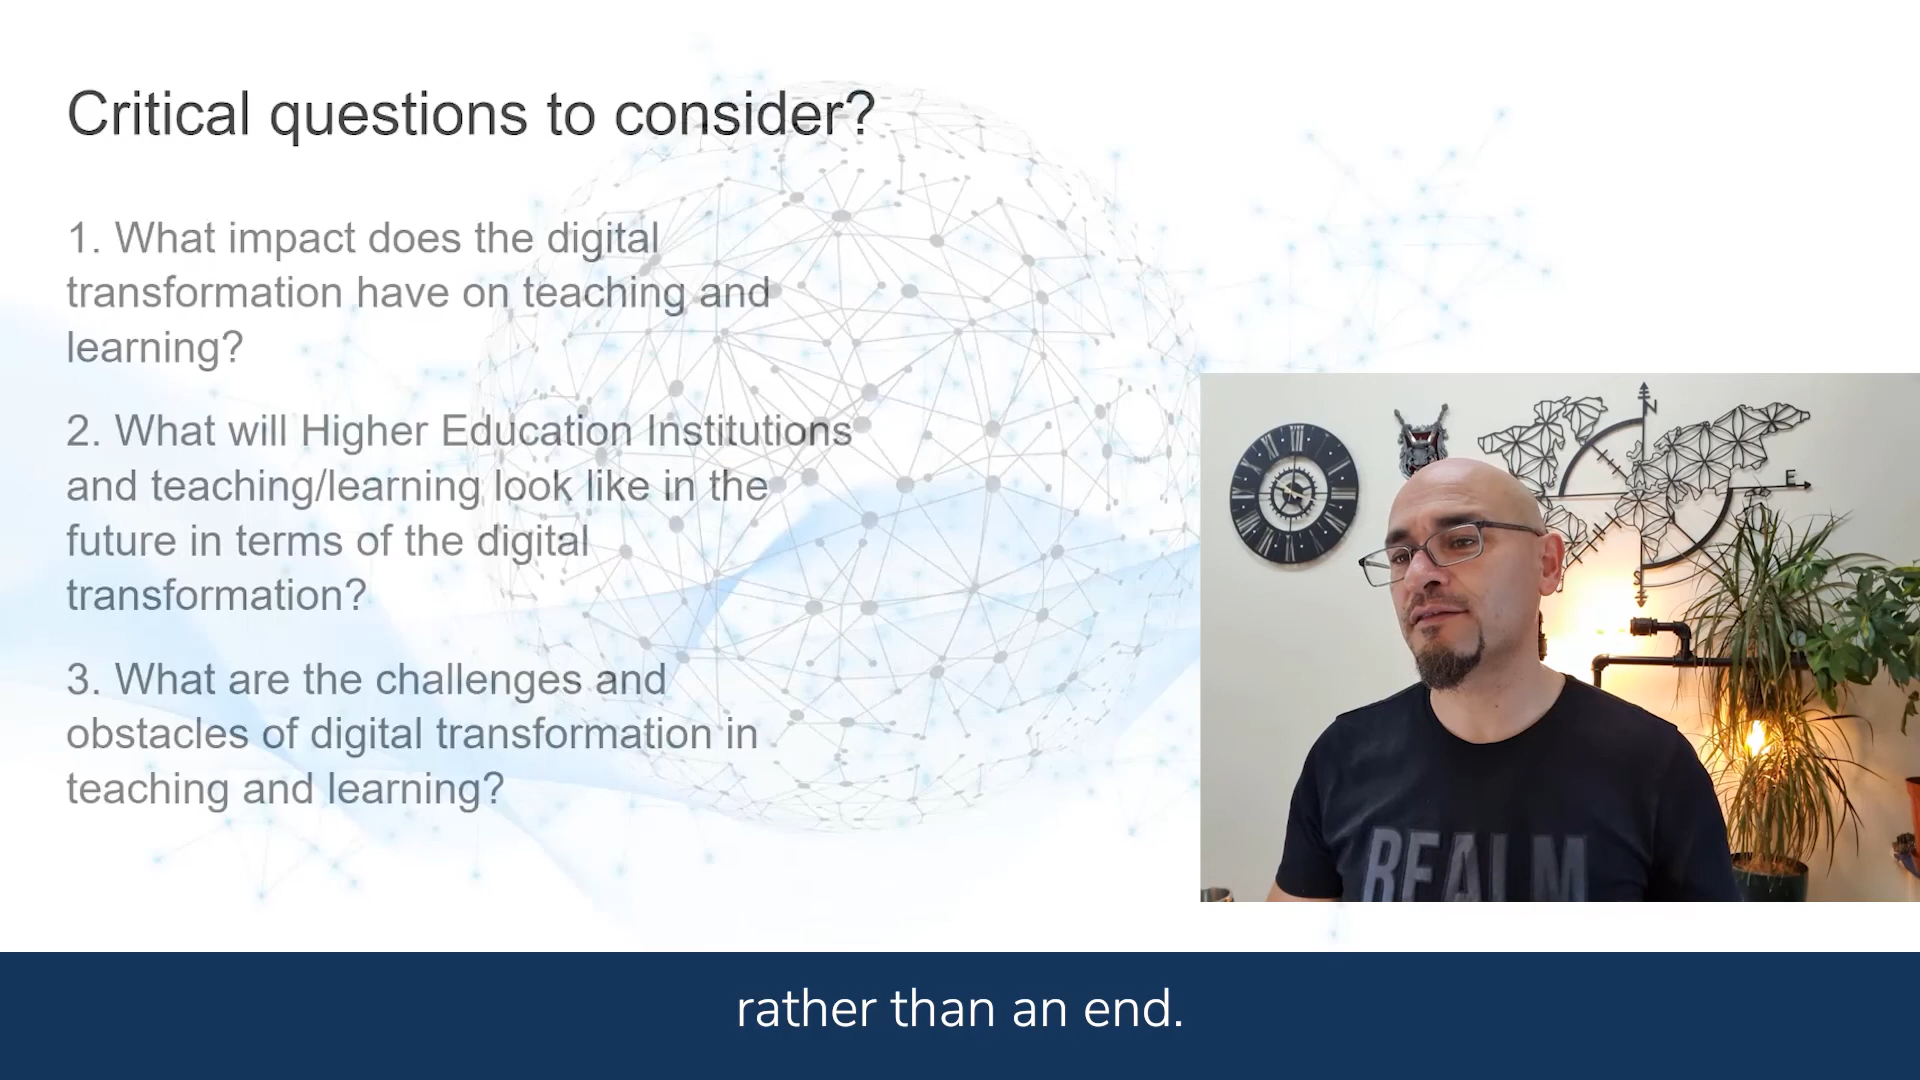 Critical questions to consider?
1. What impact does the digital
transformation have on teaching and
learning?
2. What will Higher Education Institutions
and teaching/learning look like in the
future in terms of the digital
transformation?
3. What are the challenges and
obstacles of digital transformation in
teaching and learning?
N
E
S
REALM
rather than an end.